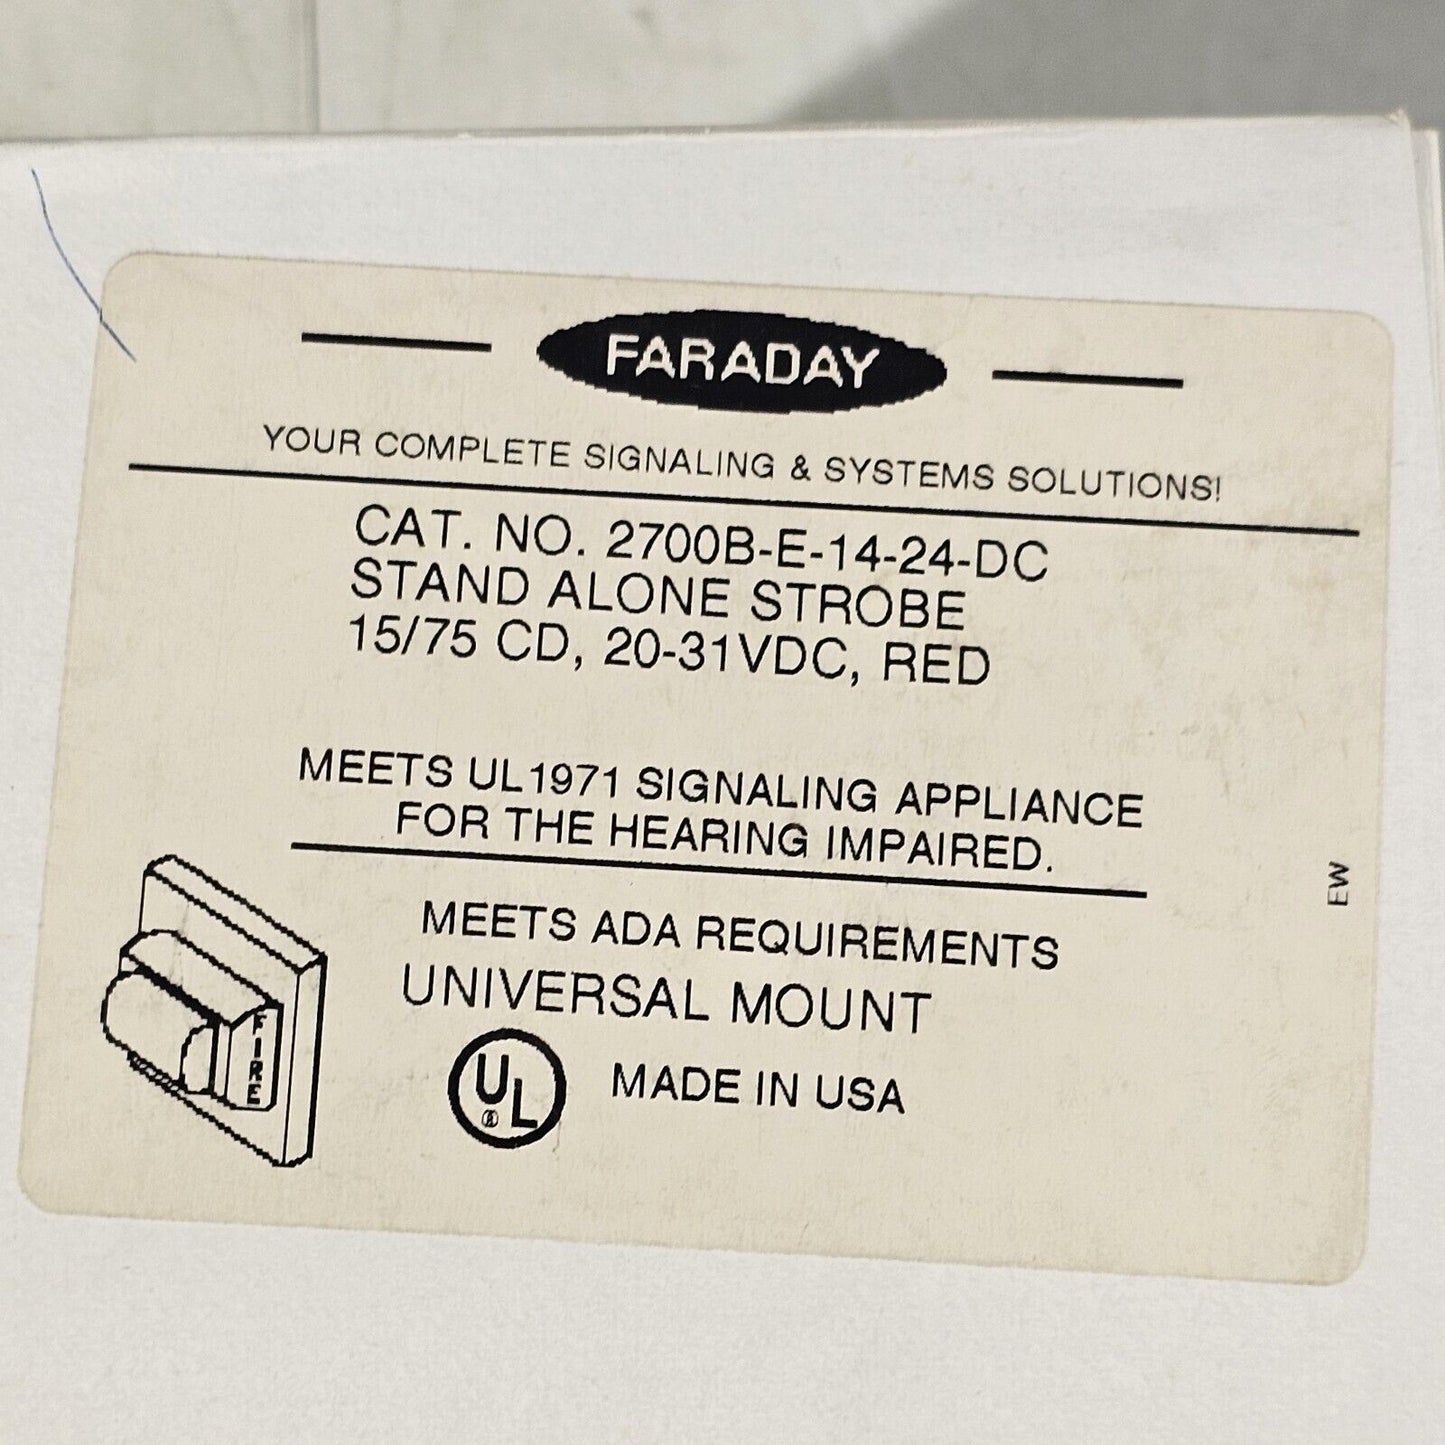 FARADAY
YOUR COMPLETE SIGNALING & SYSTEMS SOLUTIONS!
CAT. NO. 2700B-E-14-24-DC
STAND ALONE STROBE
15/75 CD, 20-31VDC, RED
MEETS UL1971 SIGNALING APPLIANCE
FOR THE HEARING IMPAIRED.
EW
MEETS ADA REQUIREMENTS
UNIVERSAL MOUNT
FIRE
UL ®
MADE IN USA